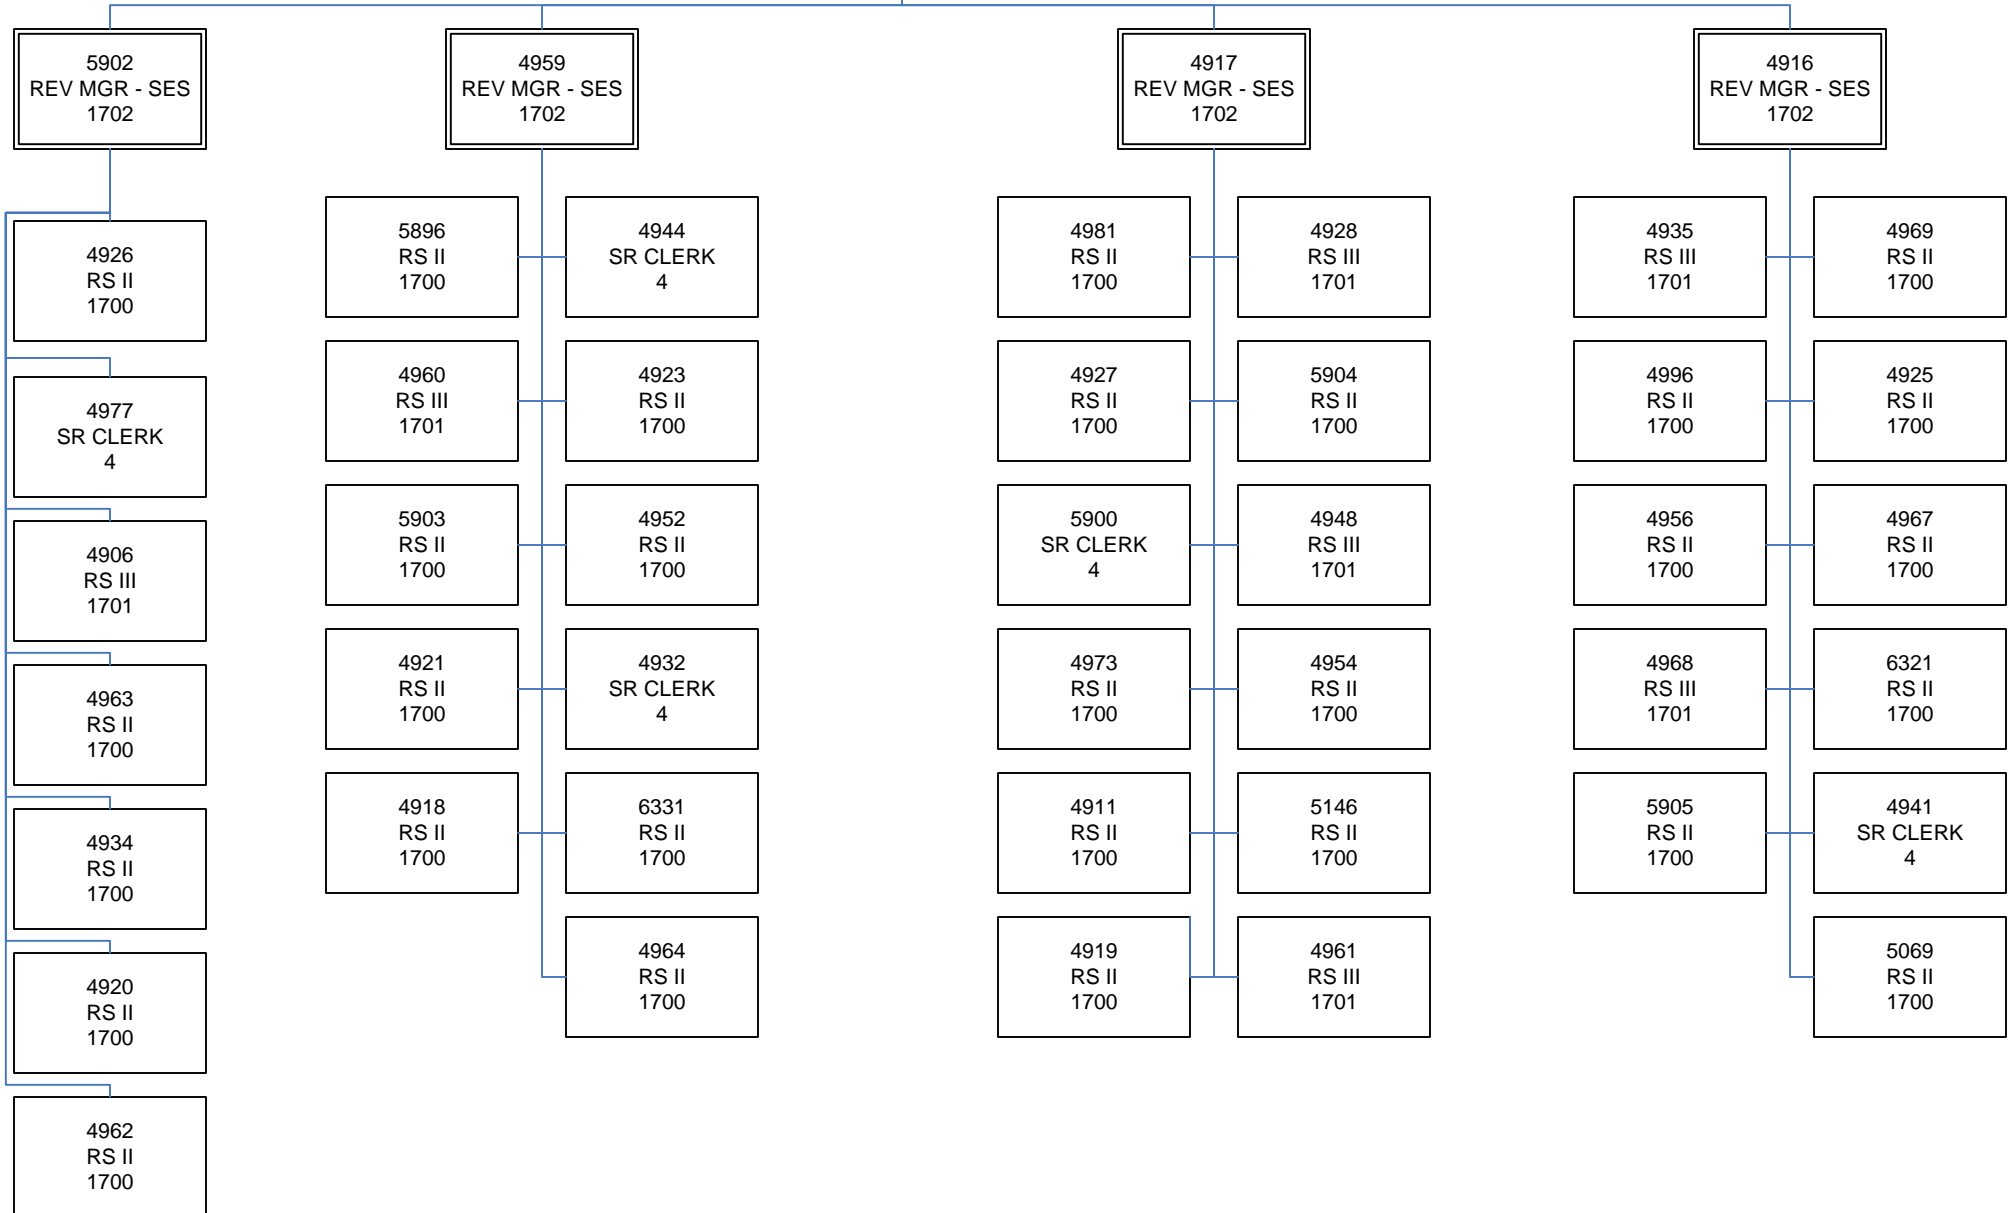 5902
REV MGR - SES
1702
4959
REV MGR - SES
1702
4917
REV MGR - SES
1702
4916
REV MGR - SES
1702
4926
RS II
1700
4977
SR CLERK
4
4906
RS III
1701
4963
RS II
1700
4934
RS II
1700
4920
RS II
1700
4962
RS II
1700
5896
RS II
1700
4944
SR CLERK
4
4960
RS III
1701
4923
RS II
1700
5903
RS II
1700
4952
RS II
1700
4921
RS II
1700
4932
SR CLERK
4
4918
RS II
1700
6331
RS II
1700
4964
RS II
1700
4981
RS II
1700
4928
RS III
1701
4927
RS II
1700
5904
RS II
1700
5900
SR CLERK
4
4948
RS III
1701
4973
RS II
1700
4954
RS II
1700
4911
RS II
1700
5146
RS II
1700
4919
RS II
1700
4961
RS III
1701
4935
RS III
1701
4969
RS II
1700
4996
RS II
1700
4925
RS II
1700
4956
RS II
1700
4967
RS II
1700
4968
RS III
1701
6321
RS II
1700
5905
RS II
1700
4941
SR CLERK
4
5069
RS II
1700